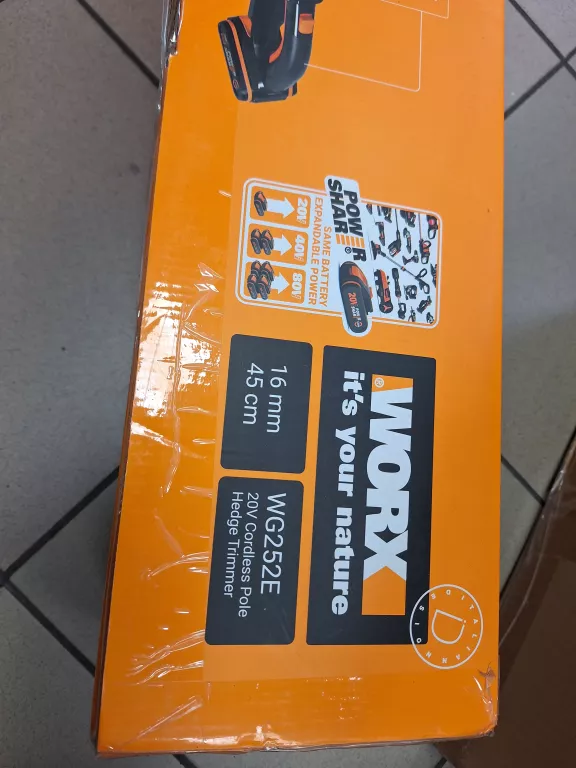 POWER
SHARE®
SAME BATTERY
EXPANDABLE POWER
20V
40V
80V
20V
WORX®
it's your nature
16 mm
45 cm
WG252E
20V Cordless Pole
Hedge Trimmer